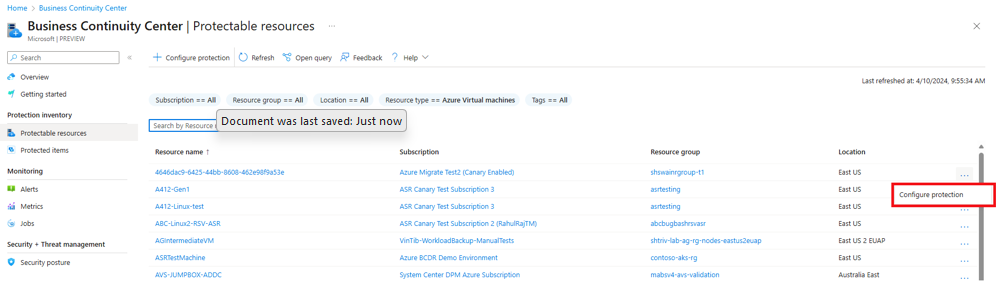 Home > Business Continuity Center
Business Continuity Center | Protectable resources ...
Microsoft | PREVIEW
Search «
+ Configure protection Refresh Open query Feedback ? Help
Overview
Getting started
Last refreshed at: 4/10/2024, 9:55:34 AM
Subscription == All Resource group == All Location == All Resource type == Azure Virtual machines Tags == All
Protection inventory
Document was last saved: Just now
Search by Resource
Protectable resources
Protected items
Resource name ↑ Subscription Resource group Location
Monitoring
4646dac9-6425-44bb-8608-462e98f9a53e Azure Migrate Test2 (Canary Enabled) shswainrgroup-t1 East US ...
Alerts
A412-Gen1 ASR Canary Test Subscription 3 asrtesting East US
Configure protection
Metrics
A412-Linux-test ASR Canary Test Subscription 3 asrtesting East US ...
Jobs
ABC-Linux2-RSV-ASR ASR Canary Test Subscription 2 (RahulRajTM) abcbugbashrsvasr East US ...
Security + Threat management
AGIntermediateVM VinTib-WorkloadBackup-ManualTests shtriv-lab-ag-rg-nodes-eastus2euap East US 2 EUAP ...
Security posture
ASRTestMachine Azure BCDR Demo Environment contoso-aks-rg East US ...
AVS-JUMPBOX-ADDC System Center DPM Azure Subscription mabsv4-avs-validation Australia East ...